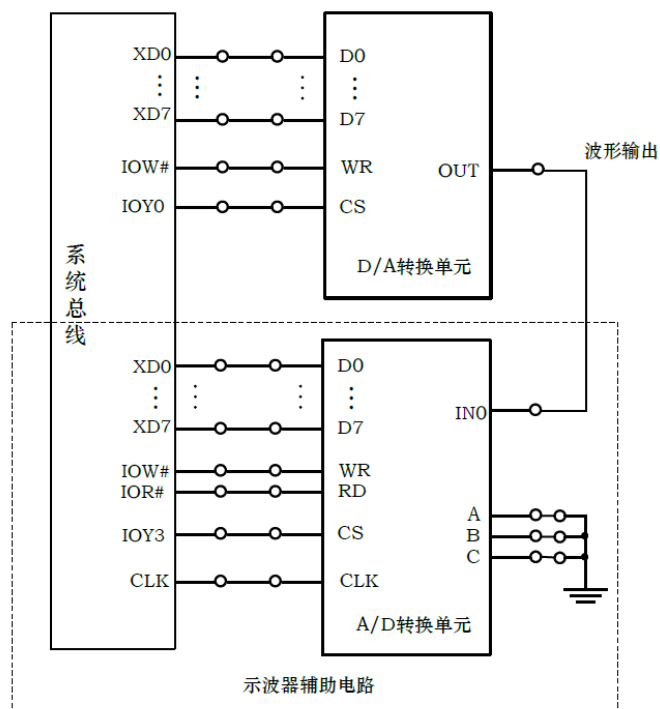 XD0 D0
⋮ ⋮ ⋮ ⋮
XD7 D7
IOW# WR OUT 波形输出
IOY0 CS
系统总线
D/A转换单元
XD0 D0
⋮ ⋮ ⋮ ⋮
XD7 D7 IN0
IOW# WR
IOR# RD
A
IOY3 CS B
C
CLK CLK
A/D转换单元
示波器辅助电路